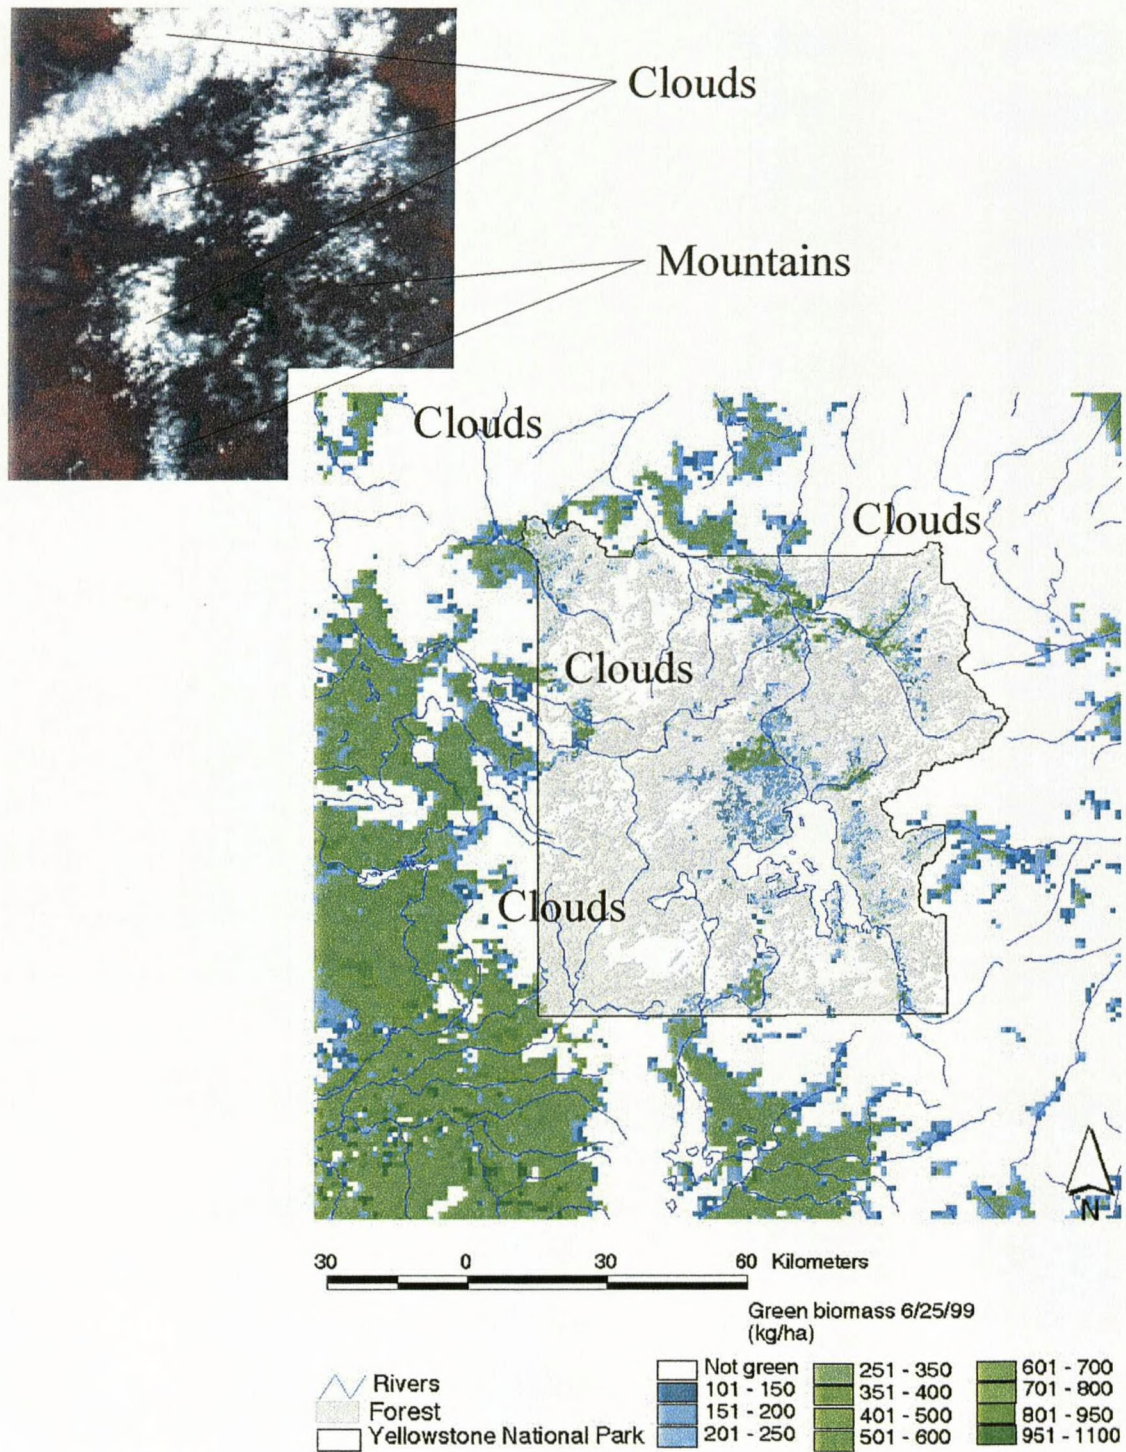 Clouds
Mountains
Clouds
Clouds
Clouds
Clouds
N
30 0 30 60 Kilometers
Green biomass 6/25/99
(kg/ha)
Rivers
Forest
Yellowstone National Park
Not green
101 - 150
151 - 200
201 - 250
251 - 350
351 - 400
401 - 500
501 - 600
601 - 700
701 - 800
801 - 950
951 - 1100